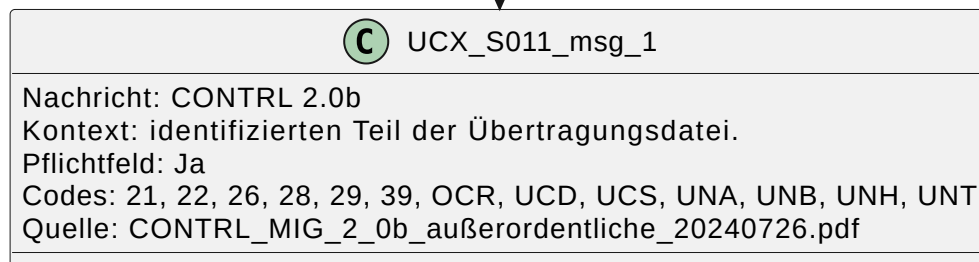 C UCX_S011_msg_1
Nachricht: CONTRL 2.0b
Kontext: identifizierten Teil der Übertragungsdatei.
Pflichtfeld: Ja
Codes: 21, 22, 26, 28, 29, 39, OCR, UCD, UCS, UNA, UNB, UNH, UNT
Quelle: CONTRL_MIG_2_0b_außerordentliche_20240726.pdf